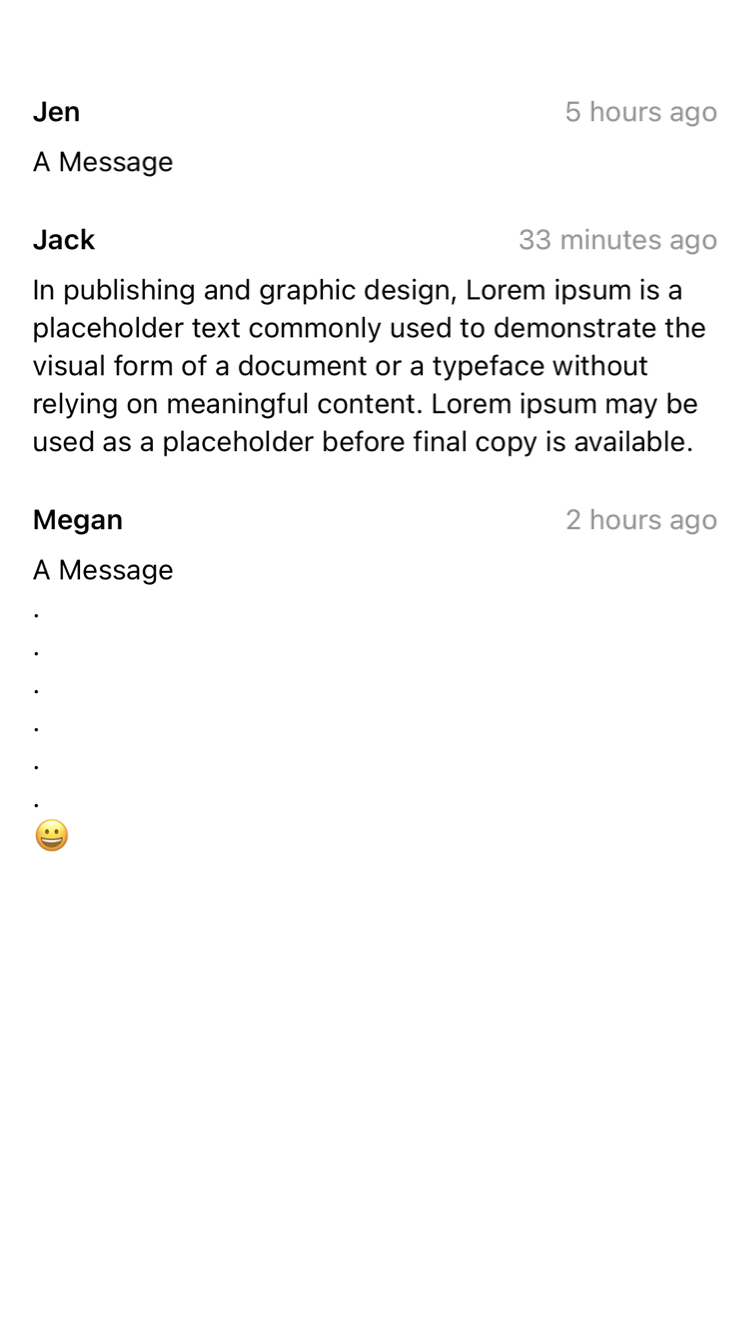 Jen 5 hours ago
A Message
Jack 33 minutes ago
In publishing and graphic design, Lorem ipsum is a
placeholder text commonly used to demonstrate the
visual form of a document or a typeface without
relying on meaningful content. Lorem ipsum may be
used as a placeholder before final copy is available.
Megan 2 hours ago
A Message
.
.
.
.
.
.
😀